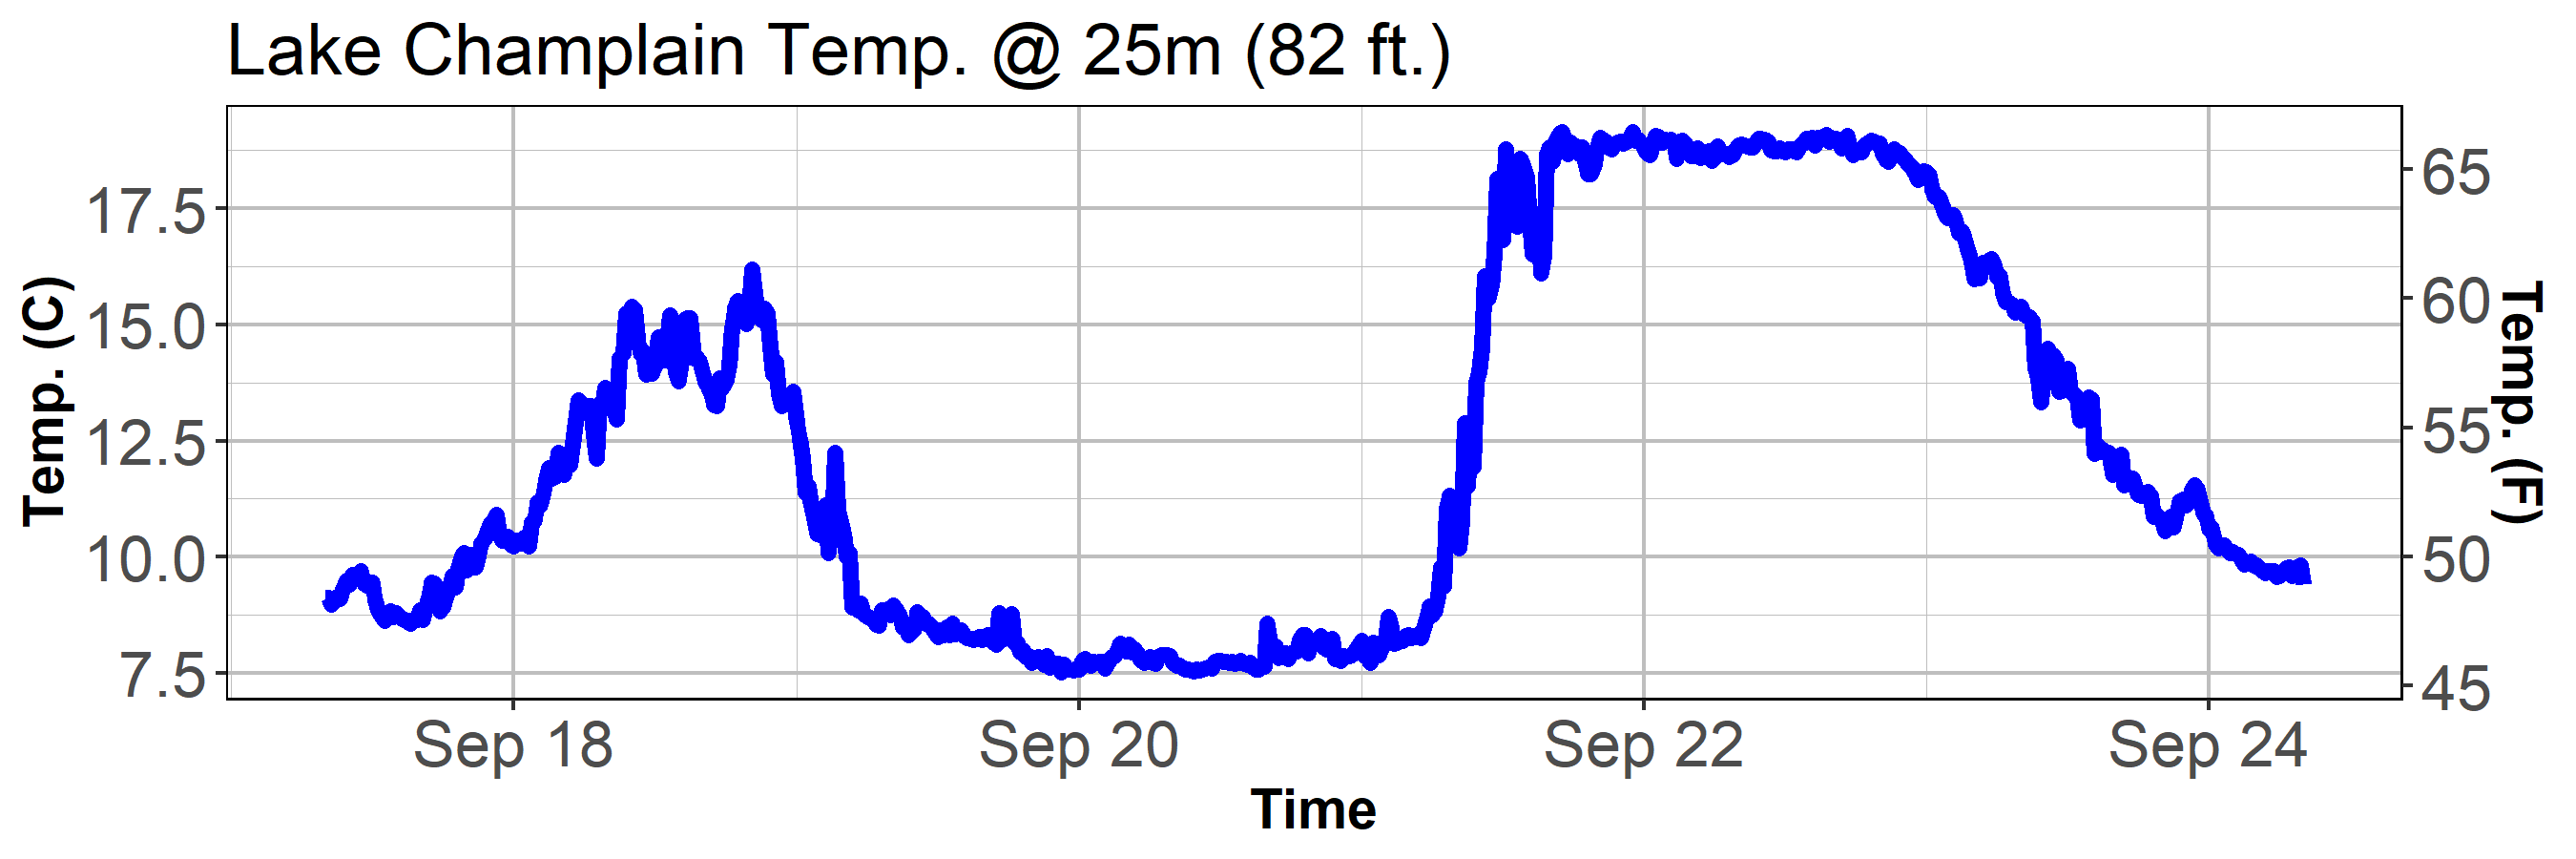 Lake Champlain Temp. @ 25m (82 ft.)
Temp. (C)
17.5
15.0
12.5
10.0
7.5
65
60
55
50
45
Temp. (F)
Sep 18
Sep 20
Sep 22
Sep 24
Time